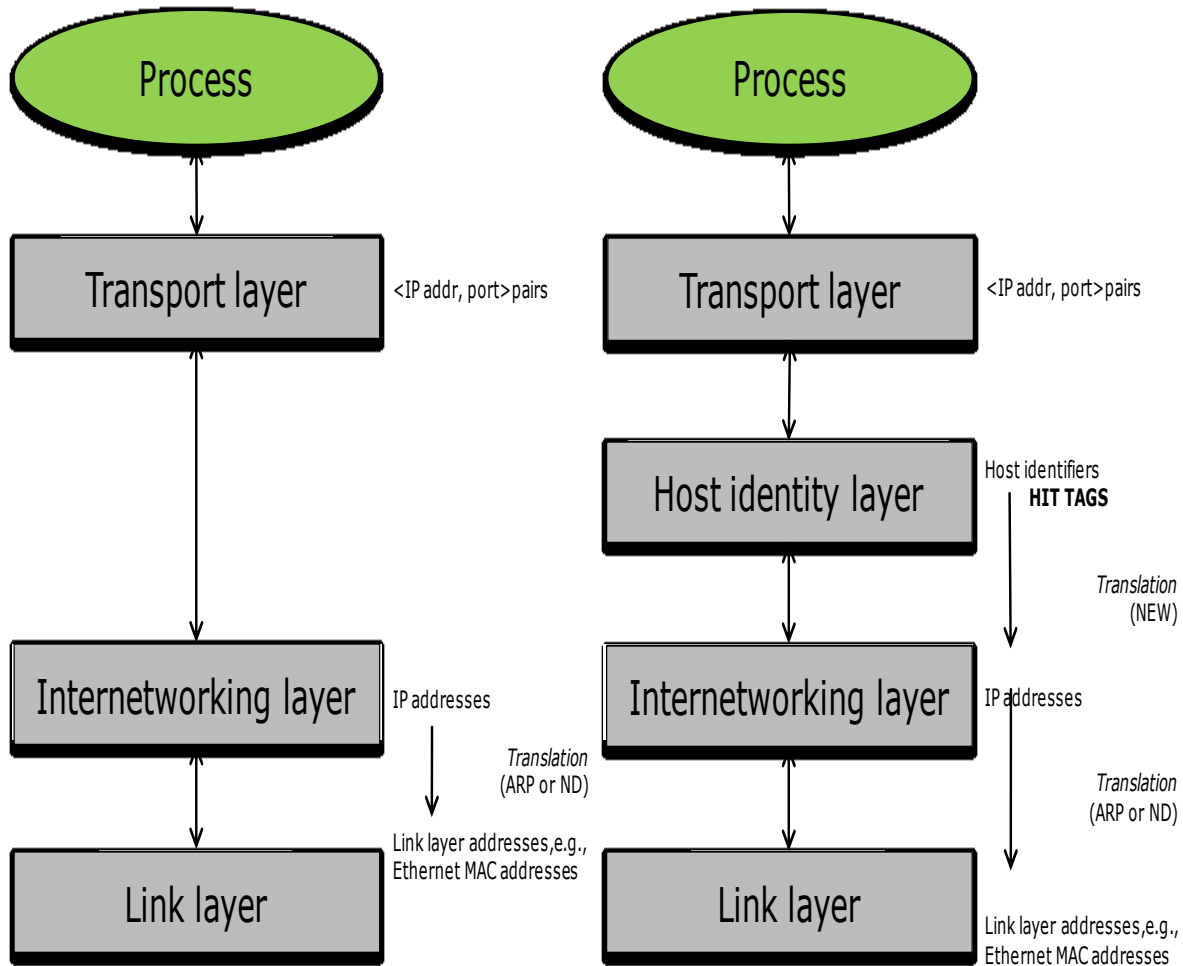 Process
Transport layer
<IP addr, port>pairs
Internetworking layer
IP addresses
Translation
(ARP or ND)
Link layer addresses,e.g.,
Ethernet MAC addresses
Link layer
Process
Transport layer
<IP addr, port>pairs
Host identity layer
Host identifiers
HIT TAGS
Translation
(NEW)
Internetworking layer
IP addresses
Translation
(ARP or ND)
Link layer
Link layer addresses,e.g.,
Ethernet MAC addresses